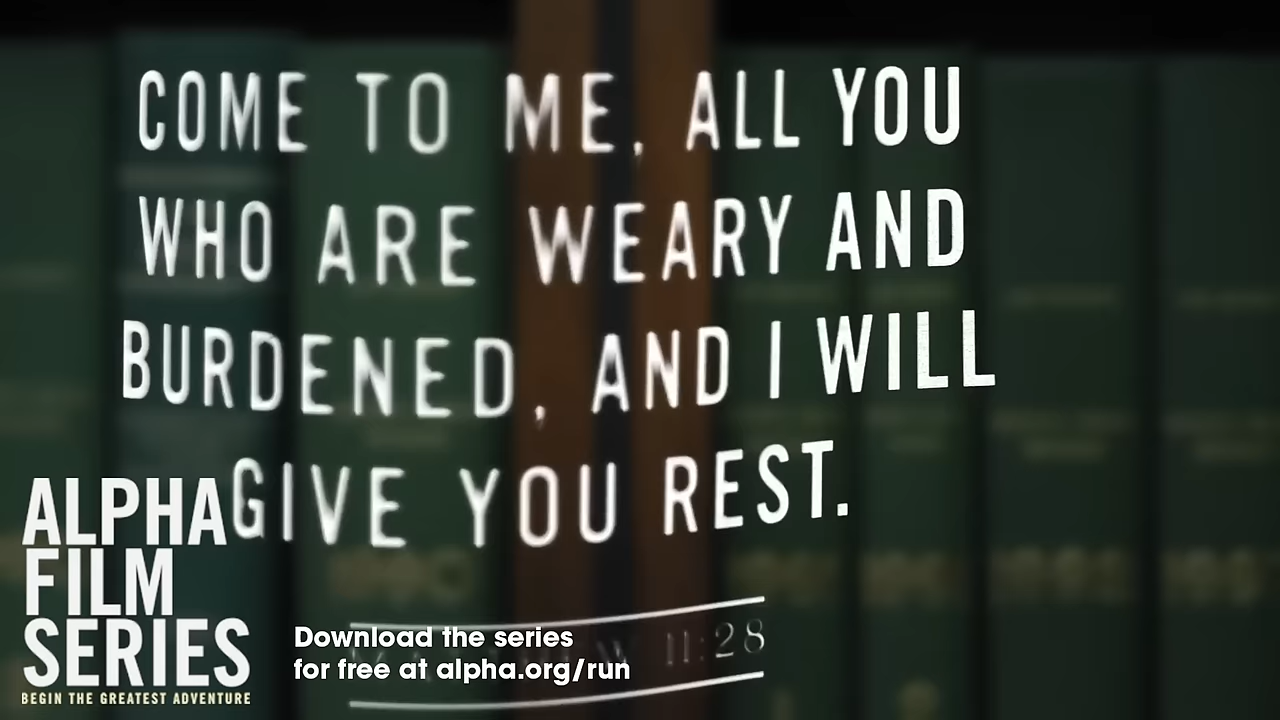 COME TO ME, ALL YOU
WHO ARE WEARY AND
BURDENED, AND I WILL
GIVE YOU REST.
11:28
ALPHA
FILM
SERIES
BEGIN THE GREATEST ADVENTURE
Download the series
for free at alpha.org/run